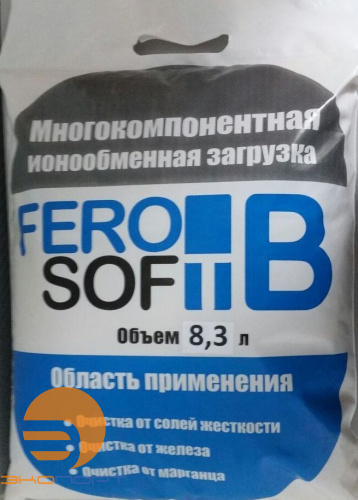 Многокомпонентная
ионообменная загрузка
FERO
SOFT B
Объем 8,3 л
Область применения
• Очистка от солей жесткости
• Очистка от железа
• Очистка от марганца